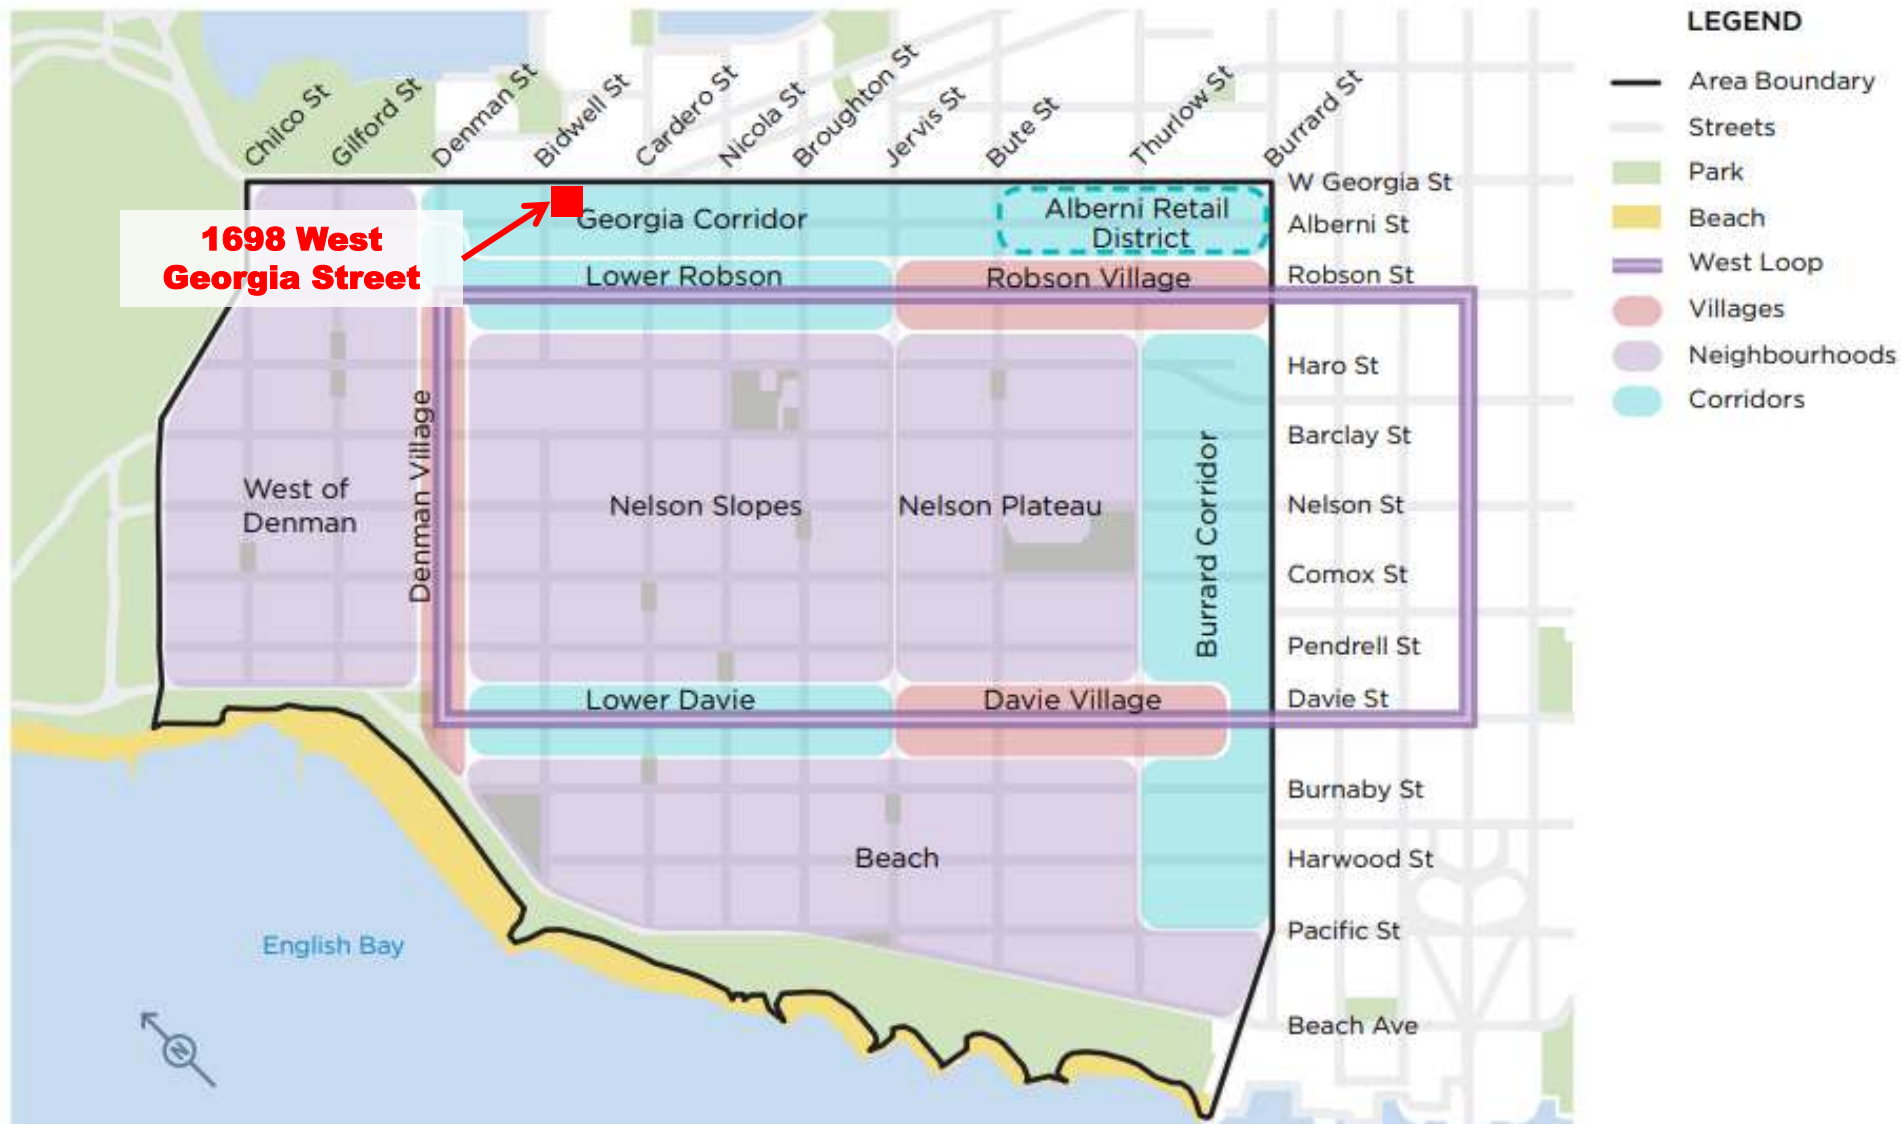 LEGEND
Area Boundary
Streets
Park
Beach
West Loop
Villages
Neighbourhoods
Corridors
Chilco St
Gilford St
Denman St
Bidwell St
Cardero St
Nicola St
Broughton St
Jervis St
Bute St
Thurlow St
Burrard St
W Georgia St
Alberni St
Robson St
Haro St
Barclay St
Nelson St
Comox St
Pendrell St
Davie St
Burnaby St
Harwood St
Pacific St
Beach Ave
1698 West
Georgia Street
Georgia Corridor
Alberni Retail
District
Lower Robson
Robson Village
West of
Denman
Denman Village
Nelson Slopes
Nelson Plateau
Burrard Corridor
Lower Davie
Davie Village
Beach
English Bay
N